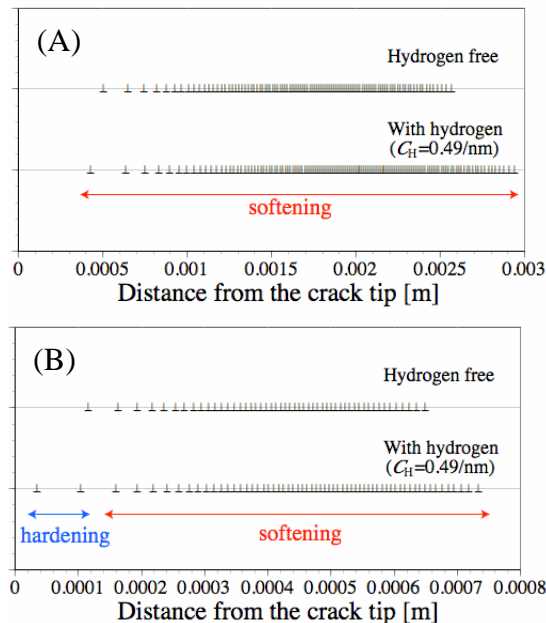 (A)
Hydrogen free
With hydrogen
(C_H=0.49/nm)
softening
0 0.0005 0.001 0.0015 0.002 0.0025 0.003
Distance from the crack tip [m]
(B)
Hydrogen free
With hydrogen
(C_H=0.49/nm)
hardening softening
0 0.0001 0.0002 0.0003 0.0004 0.0005 0.0006 0.0007 0.0008
Distance from the crack tip [m]